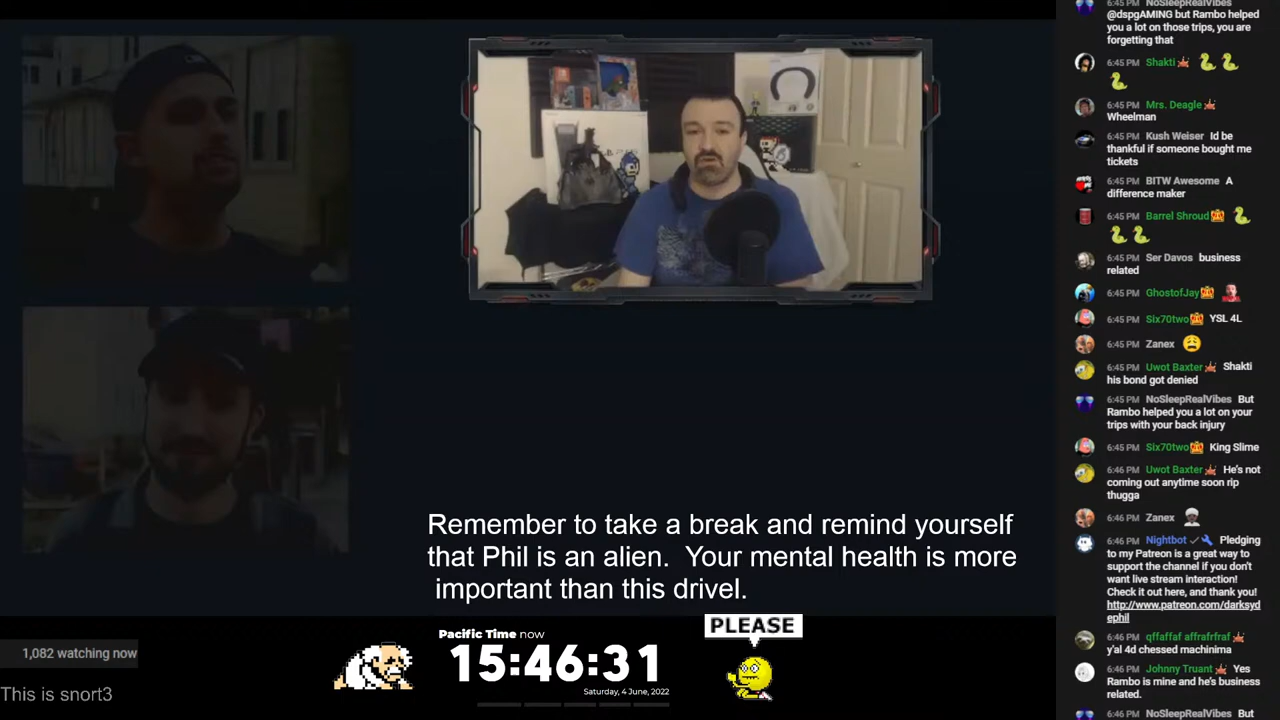 Remember to take a break and remind yourself
that Phil is an alien. Your mental health is more
important than this drivel.
1,082 watching now
This is snort3
Pacific Time now
15:46:31
Saturday, 4 June, 2022
PLEASE
6:45 PM NoSleepRealVibes
@dspgAMING but Rambo helped
you a lot on those trips, you are
forgetting that
6:45 PM Shakti
6:45 PM Mrs. Deagle
Wheelman
6:45 PM Kush Weiser Id be
thankful if someone bought me
tickets
6:45 PM BITW Awesome A
difference maker
6:45 PM Barrel Shroud
6:45 PM Ser Davos business
related
6:45 PM GhostofJay
6:45 PM Six70two YSL 4L
6:45 PM Zanex
6:45 PM Uwot Baxter Shakti
his bond got denied
6:45 PM NoSleepRealVibes But
Rambo helped you a lot on your
trips with your back injury
6:45 PM Six70two King Slime
6:46 PM Uwot Baxter He's not
coming out anytime soon rip
thugga
6:46 PM Zanex
6:46 PM Nightbot Pledging
to my Patreon is a great way to
support the channel if you don't
want live stream interaction!
Check it out here, and thank you!
http://www.patreon.com/darksyd
ephil
6:46 PM qffaffaf affrafrfraf
y'al 4d chessed machinima
6:46 PM Johnny Truant Yes
Rambo is mine and he's business
related.
6:46 PM NoSleepRealVibes But